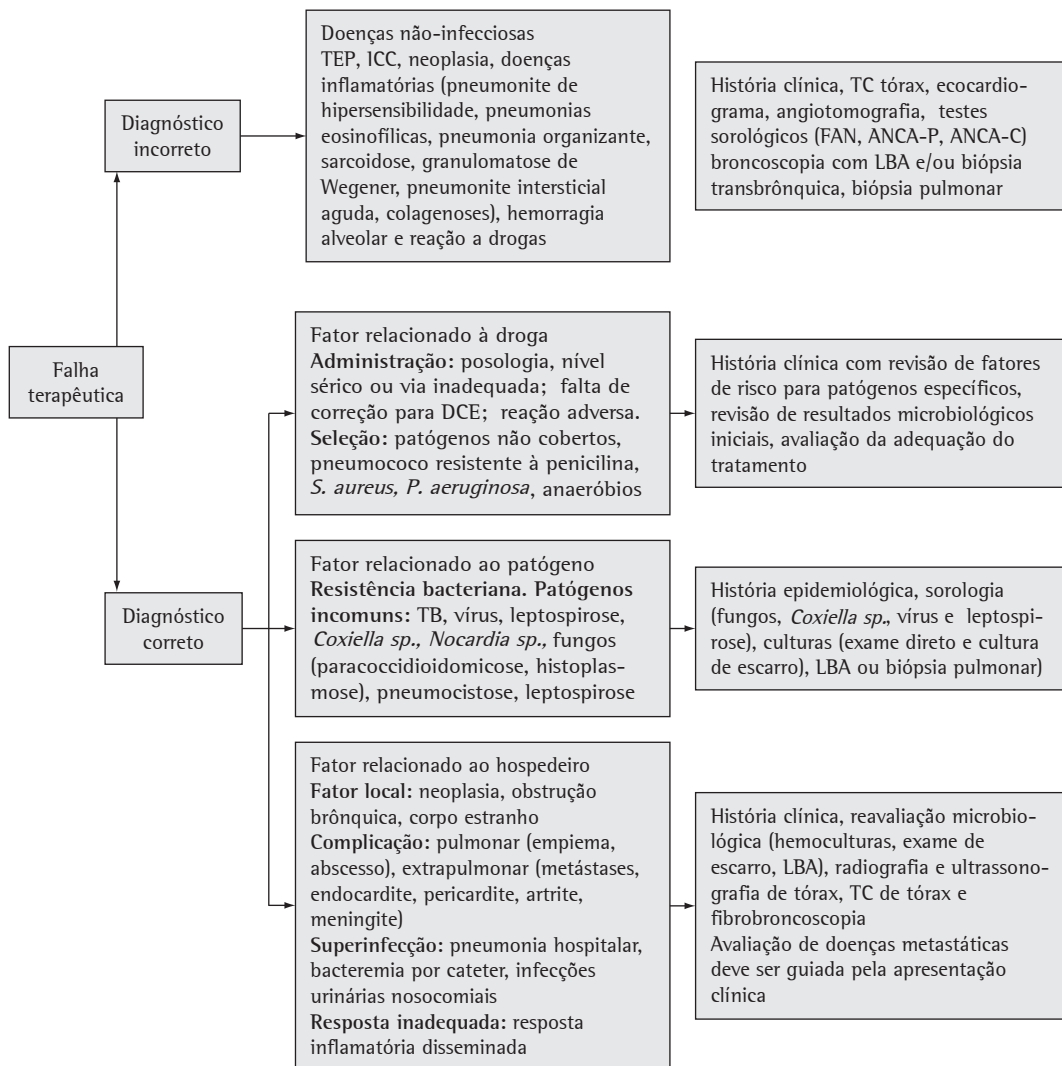 Doenças não-infecciosas
TEP, ICC, neoplasia, doenças
inflamatórias (pneumonite de
hipersensibilidade, pneumonias
eosinofílicas, pneumonia organizante,
sarcoidose, granulomatose de
Wegener, pneumonite intersticial
aguda, colagenoses), hemorragia
alveolar e reação a drogas
História clínica, TC tórax, ecocardio-
grama, angiotomografia, testes
sorológicos (FAN, ANCA-P, ANCA-C)
broncoscopia com LBA e/ou biópsia
transbrônquica, biópsia pulmonar
Diagnóstico
incorreto
Falha
terapêutica
Fator relacionado à droga
Administração: posologia, nível
sérico ou via inadequada; falta de
correção para DCE; reação adversa.
Seleção: patógenos não cobertos,
pneumococo resistente à penicilina,
S. aureus, P. aeruginosa, anaeróbios
História clínica com revisão de fatores
de risco para patógenos específicos,
revisão de resultados microbiológicos
iniciais, avaliação da adequação do
tratamento
Diagnóstico
correto
Fator relacionado ao patógeno
Resistência bacteriana. Patógenos
incomuns: TB, vírus, leptospirose,
Coxiella sp., Nocardia sp., fungos
(paracoccidioidomicose, histoplas-
mose), pneumocistose, leptospirose
História epidemiológica, sorologia
(fungos, Coxiella sp., vírus e leptospi-
rose), culturas (exame direto e cultura
de escarro), LBA ou biópsia pulmonar)
Fator relacionado ao hospedeiro
Fator local: neoplasia, obstrução
brônquica, corpo estranho
Complicação: pulmonar (empiema,
abscesso), extrapulmonar (metástases,
endocardite, pericardite, artrite,
meningite)
Superinfecção: pneumonia hospitalar,
bacteremia por cateter, infecções
urinárias nosocomiais
Resposta inadequada: resposta
inflamatória disseminada
História clínica, reavaliação microbio-
lógica (hemoculturas, exame de
escarro, LBA), radiografia e ultrassono-
grafia de tórax, TC de tórax e
fibrobroncoscopia
Avaliação de doenças metastáticas
deve ser guiada pela apresentação
clínica